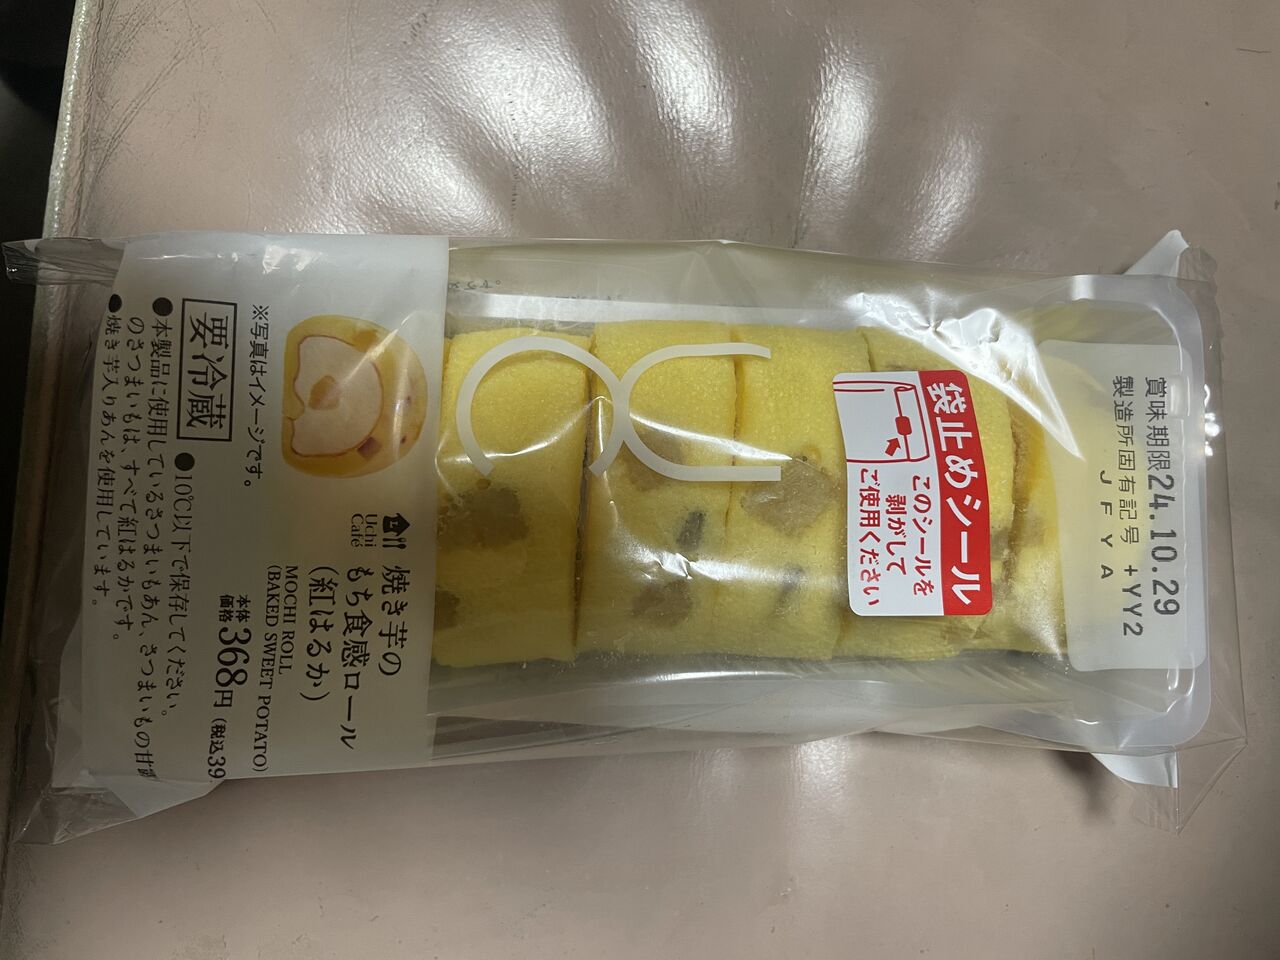 賞味期限24.10.29
製造所固有記号 +YY2
JFYA
袋止めシール
このシールを
剥がして
ご使用ください
Uchi
Café
焼き芋の
もち食感ロール
(紅はるか)
MOCHI ROLL
(BAKED SWEET POTATO)
本体
価格 368円 (税込39
※写真はイメージです。
要冷蔵
●10℃以下で保存してください。
●本製品に使用しているさつまいもあん、さつまいもの甘
のさつまいもは、すべて紅はるかです。
●焼き芋入りあんを使用しています。